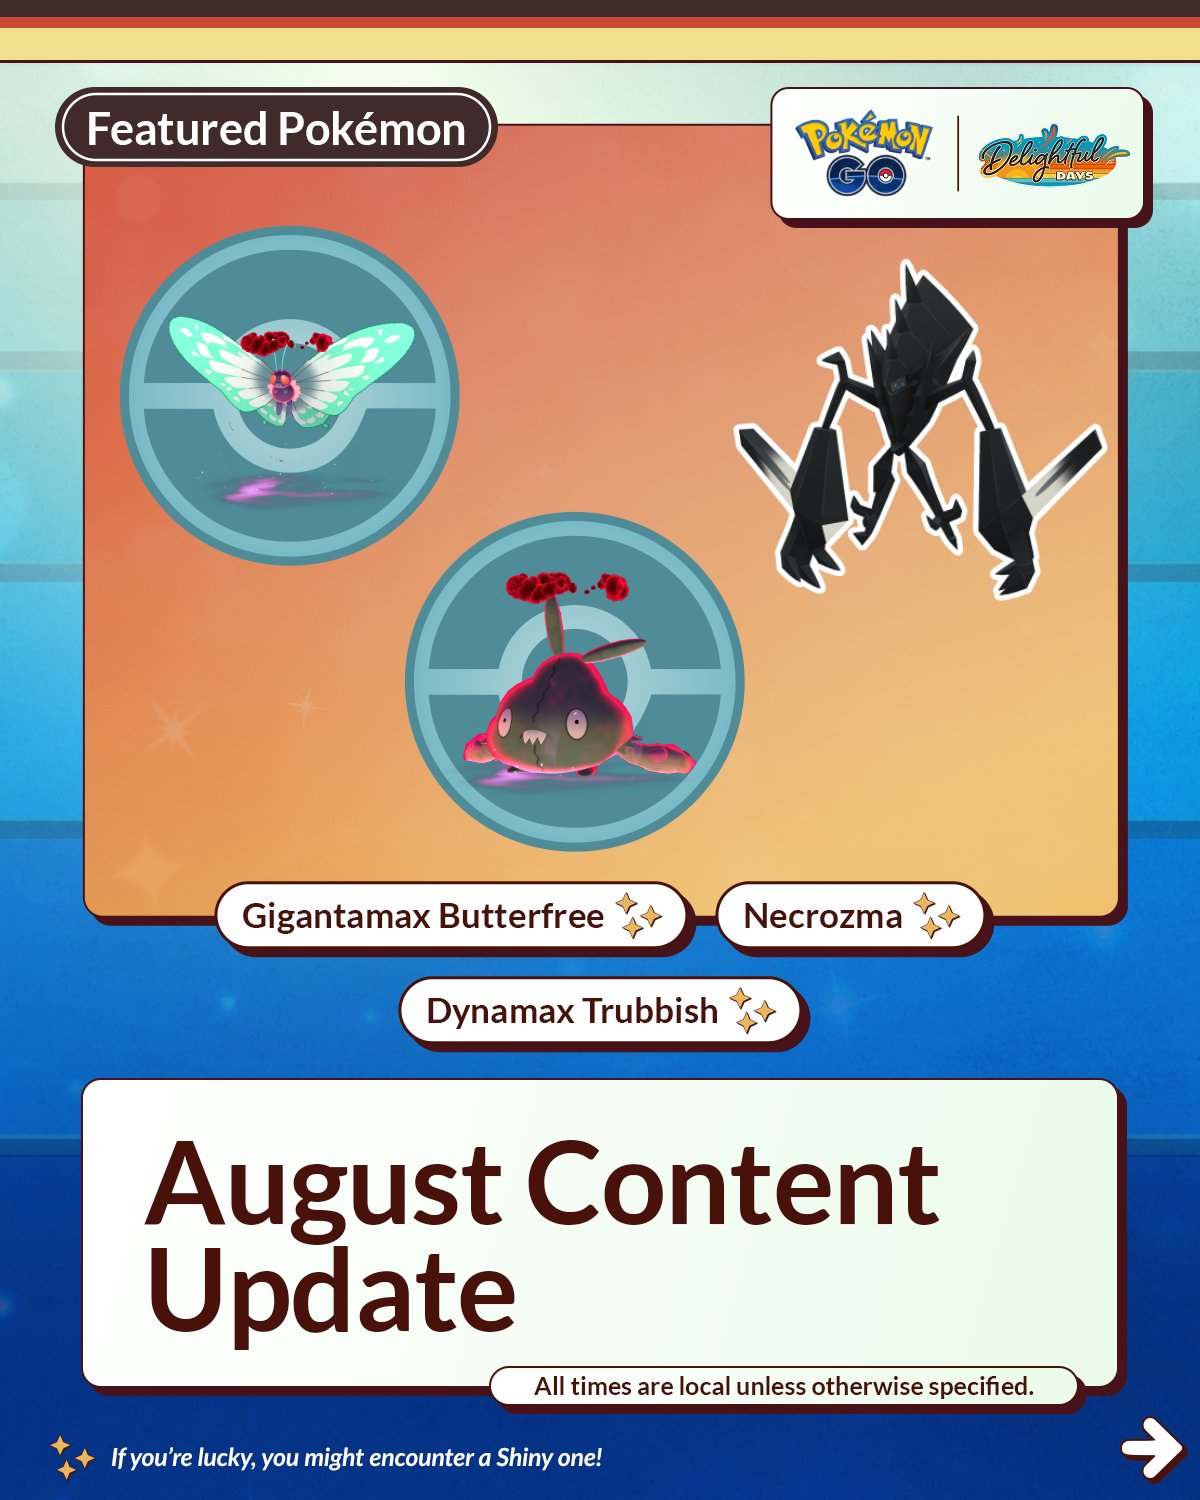 Featured Pokémon
POKÉMON
GO
Delightful
DAYS
Gigantamax Butterfree
Necrozma
Dynamax Trubbish
August Content
Update
All times are local unless otherwise specified.
If you’re lucky, you might encounter a Shiny one!